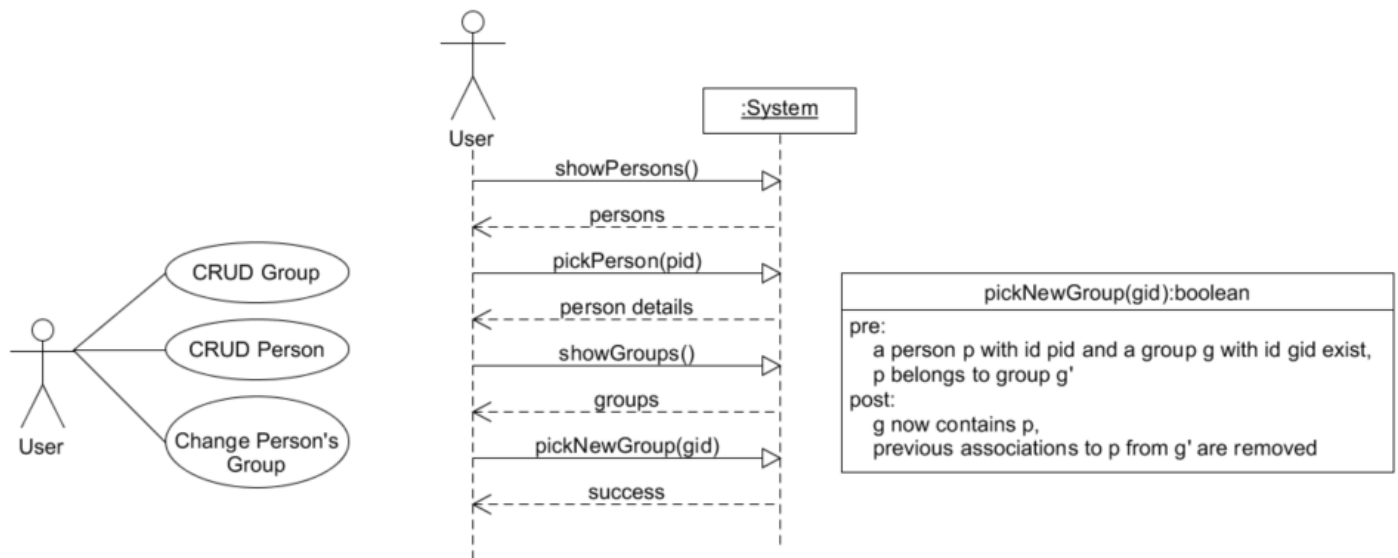 CRUD Group
CRUD Person
Change Person's
Group
User
User
:System
showPersons()
persons
pickPerson(pid)
person details
showGroups()
groups
pickNewGroup(gid)
success
pickNewGroup(gid):boolean
pre:
a person p with id pid and a group g with id gid exist,
p belongs to group g'
post:
g now contains p,
previous associations to p from g' are removed